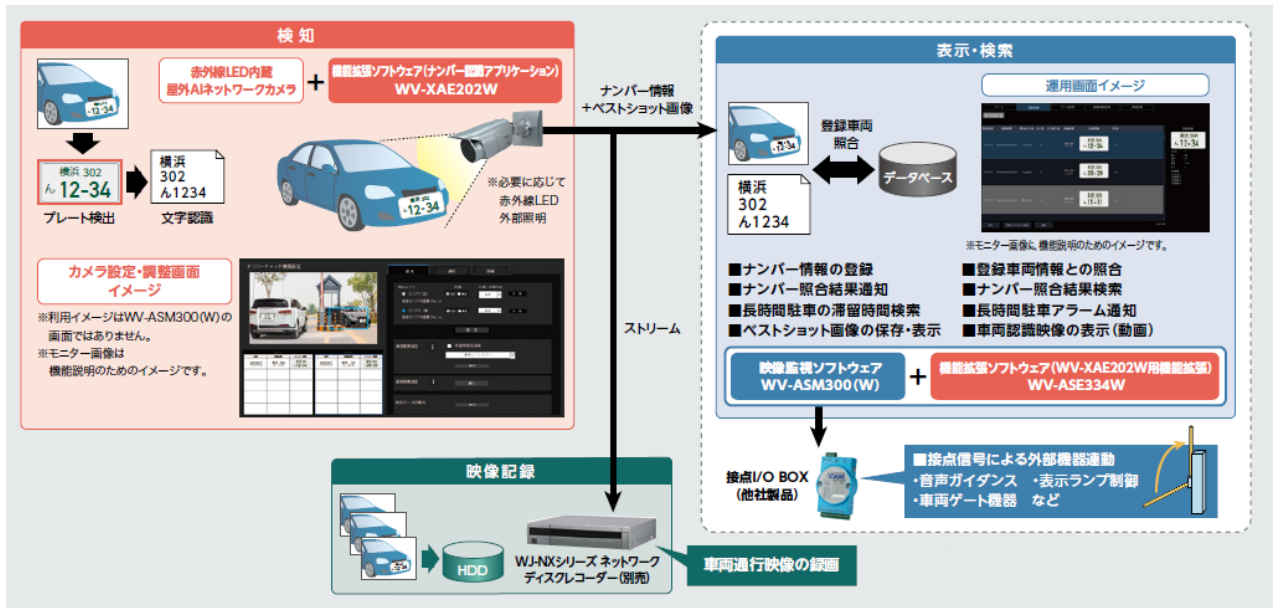 検知
赤外線LED内蔵
屋外AIネットワークカメラ
+
機能拡張ソフトウェア(ナンバー認識アプリケーション)
WV-XAE202W
12-34
横浜 302
ん 12-34
プレート検出
横浜
302
ん1234
文字認識
横浜 302
ん 12-34
※必要に応じて
赤外線LED
外部照明
カメラ設定・調整画面
イメージ
※利用イメージはWV-ASM300(W)の
画面ではありません。
※モニター画像は
機能説明のためのイメージです。
ナンバー情報
+ベストショット画像
ストリーム
表示・検索
12-34
横浜
302
ん1234
登録車両
照合
データベース
運用画面イメージ
12-34
12-34
※モニター画像は、機能説明のためのイメージです。
■ナンバー情報の登録
■ナンバー照合結果通知
■長時間駐車の滞留時間検索
■ベストショット画像の保存・表示
■登録車両情報との照合
■ナンバー照合結果検索
■長時間駐車アラーム通知
■車両認識映像の表示(動画)
映像監視ソフトウェア
WV-ASM300(W)
+
機能拡張ソフトウェア(WV-XAE202W用機能拡張)
WV-ASE334W
接点I/O BOX
(他社製品)
■接点信号による外部機器連動
・音声ガイダンス ・表示ランプ制御
・車両ゲート機器 など
映像記録
HDD
WJ-NXシリーズ ネットワーク
ディスクレコーダー(別売)
車両通行映像の録画